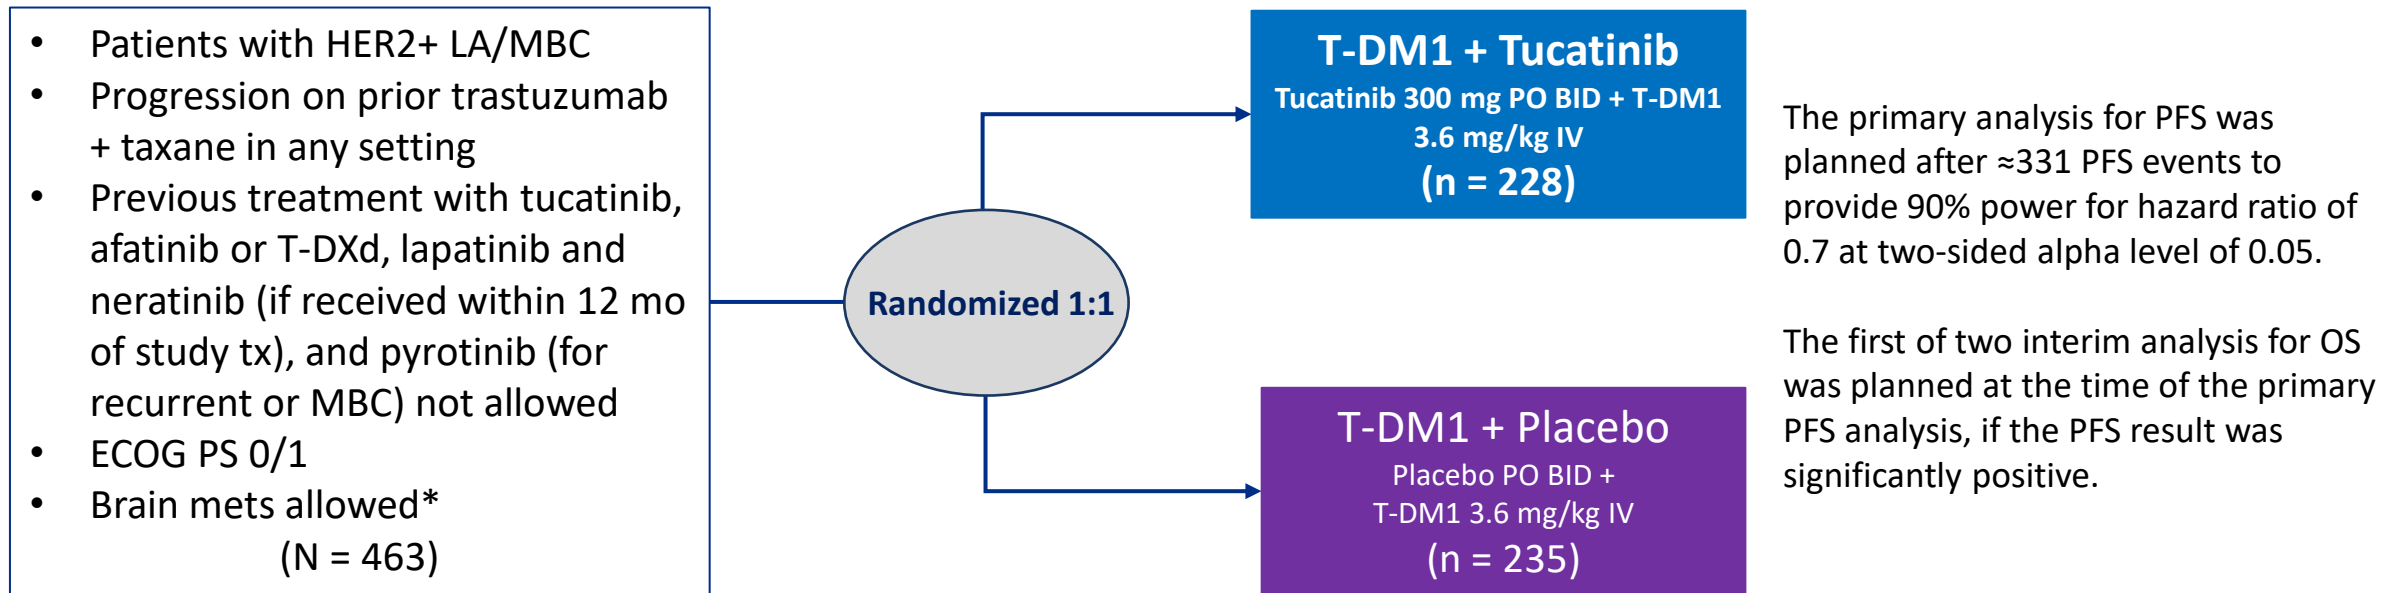 • Patients with HER2+ LA/MBC
• Progression on prior trastuzumab
+ taxane in any setting
• Previous treatment with tucatinib,
afatinib or T-DXd, lapatinib and
neratinib (if received within 12 mo
of study tx), and pyrotinib (for
recurrent or MBC) not allowed
• ECOG PS 0/1
• Brain mets allowed*
(N = 463)
Randomized 1:1
T-DM1 + Tucatinib
Tucatinib 300 mg PO BID + T-DM1
3.6 mg/kg IV
(n = 228)
T-DM1 + Placebo
Placebo PO BID +
T-DM1 3.6 mg/kg IV
(n = 235)
The primary analysis for PFS was
planned after ≈331 PFS events to
provide 90% power for hazard ratio of
0.7 at two-sided alpha level of 0.05.
The first of two interim analysis for OS
was planned at the time of the primary
PFS analysis, if the PFS result was
significantly positive.